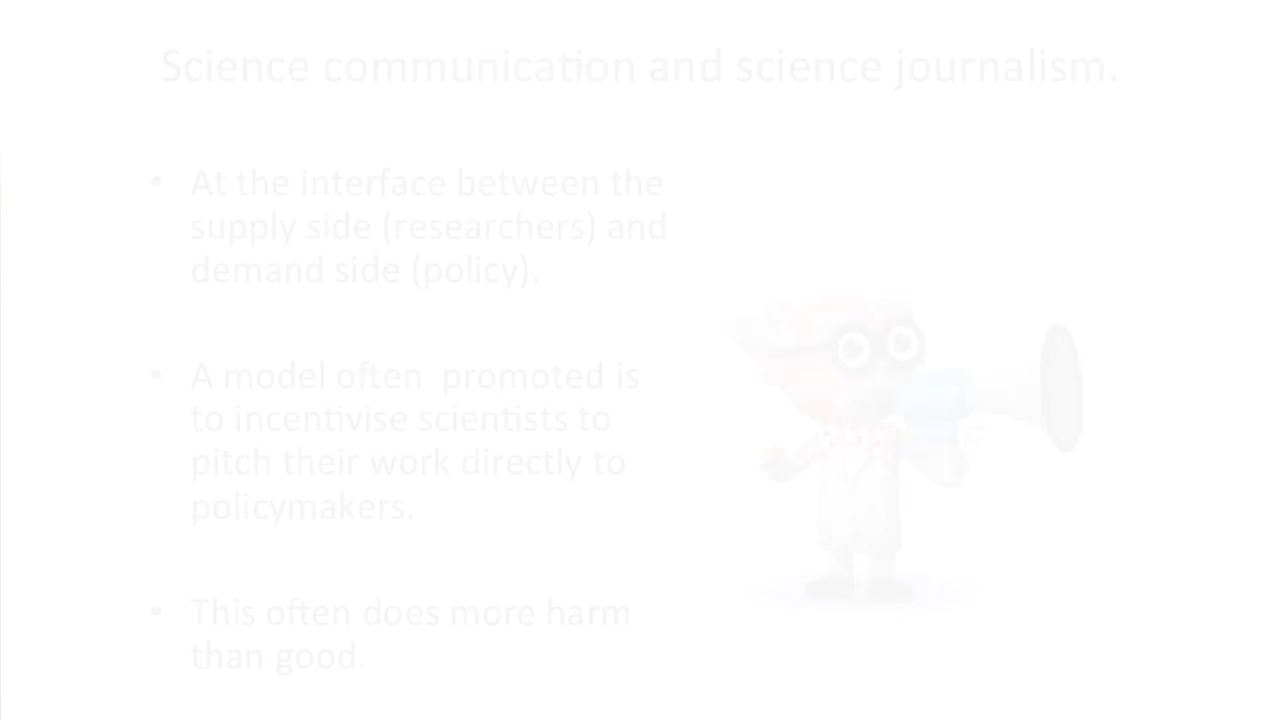 Science communication and science journalism.
• At the interface between the
supply side (researchers) and
demand side (policy).
• A model often promoted is
to incentivise scientists to
pitch their work directly to
policymakers.
• This often does more harm
than good.